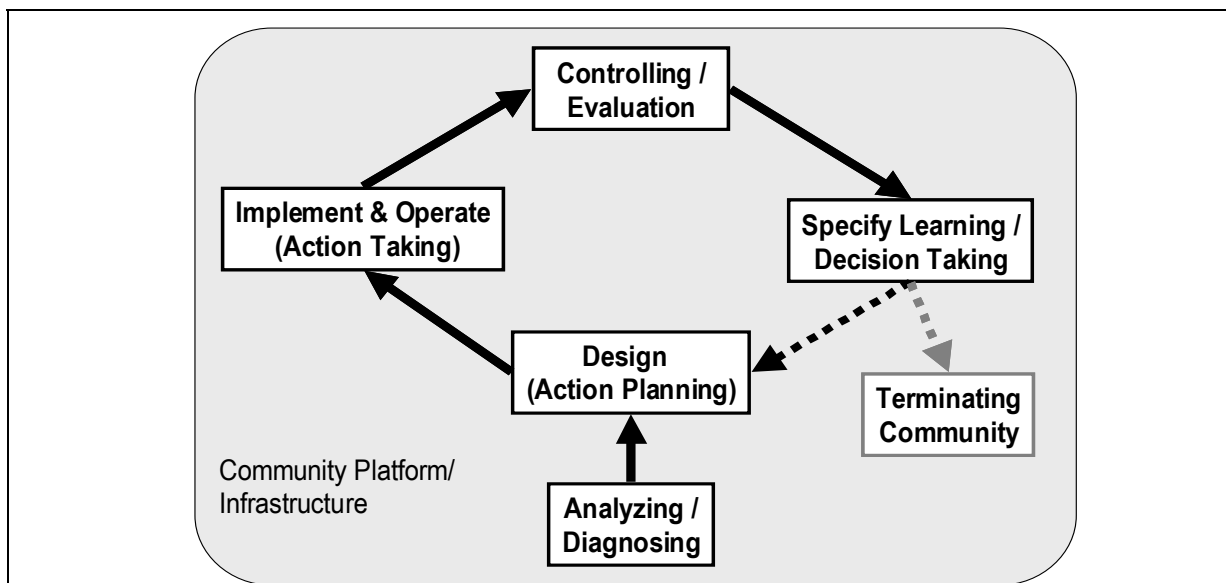 Controlling /
Evaluation
Implement & Operate
(Action Taking)
Specify Learning /
Decision Taking
Design
(Action Planning)
Terminating
Community
Community Platform/
Infrastructure
Analyzing /
Diagnosing